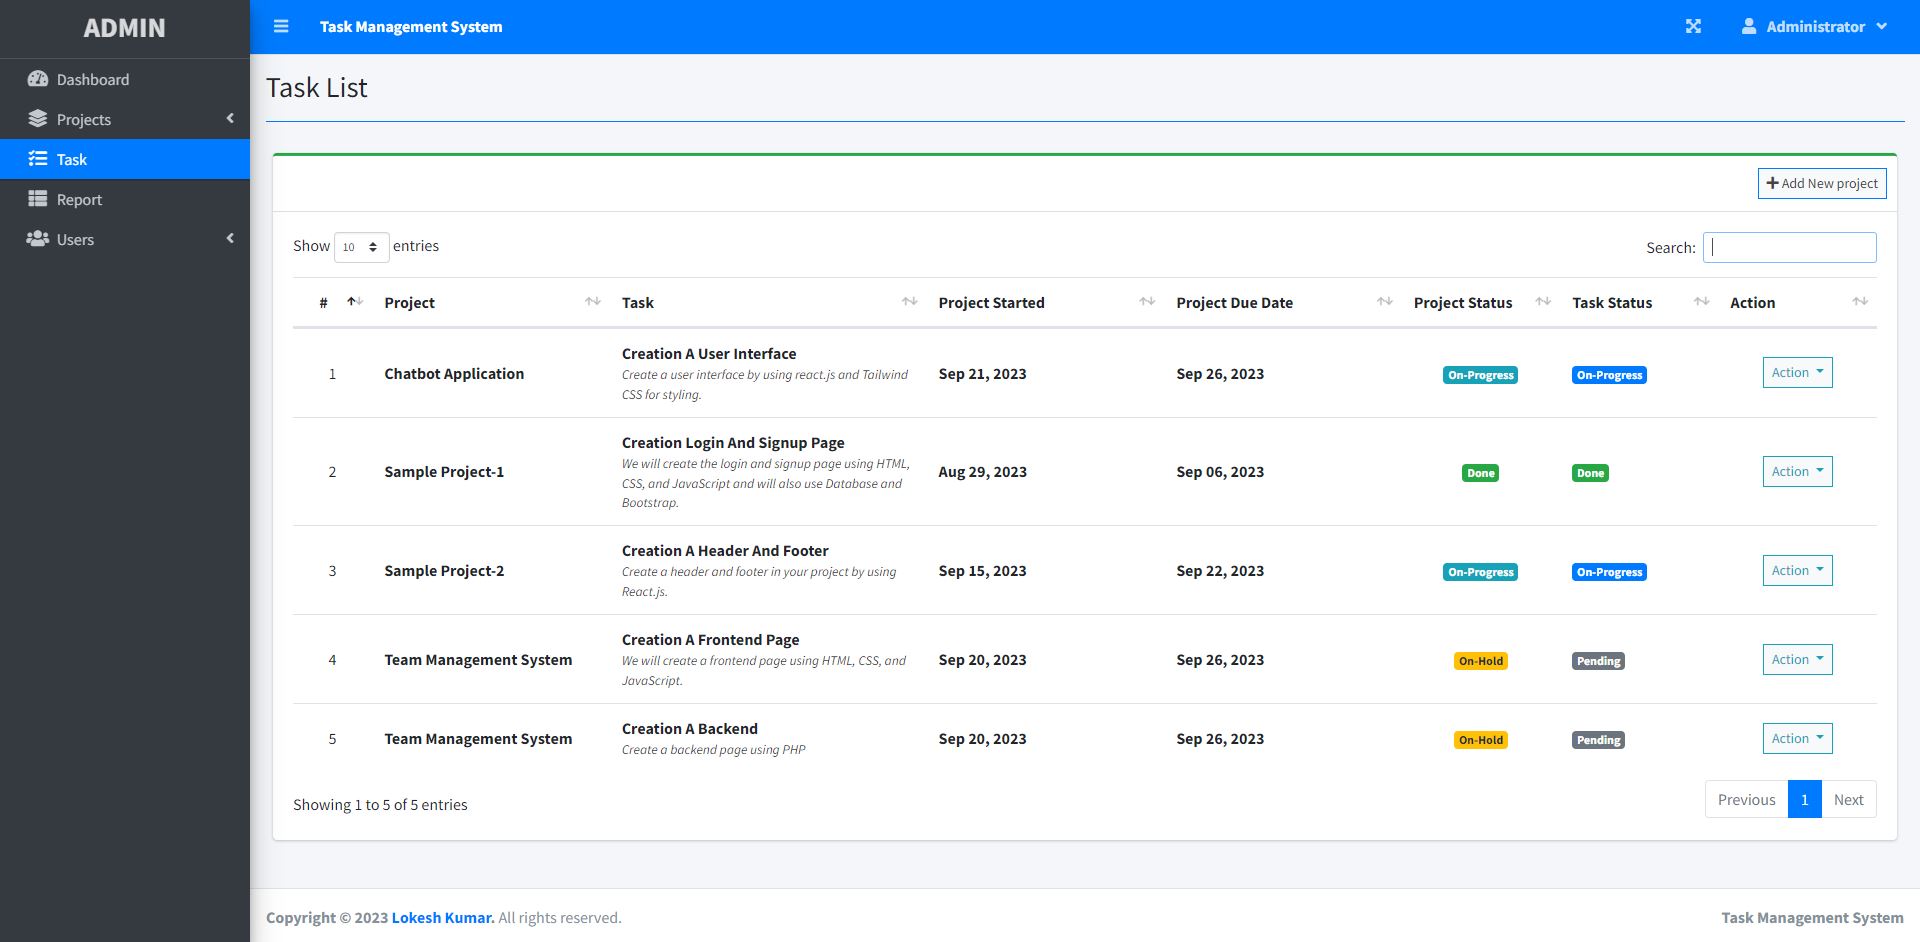 ADMIN
Task Management System
Administrator
Dashboard
Projects
Task
Report
Users
Task List
Add New project
Show 10 entries
Search:
# Project Task Project Started Project Due Date Project Status Task Status Action
1 Chatbot Application Creation A User Interface Sep 21, 2023 Sep 26, 2023 On-Progress On-Progress Action
Create a user interface by using react.js and Tailwind
CSS for styling.
2 Sample Project-1 Creation Login And Signup Page Aug 29, 2023 Sep 06, 2023 Done Done Action
We will create the login and signup page using HTML,
CSS, and JavaScript and will also use Database and
Bootstrap.
3 Sample Project-2 Creation A Header And Footer Sep 15, 2023 Sep 22, 2023 On-Progress On-Progress Action
Create a header and footer in your project by using
React.js.
4 Team Management System Creation A Frontend Page Sep 20, 2023 Sep 26, 2023 On-Hold Pending Action
We will create a frontend page using HTML, CSS, and
JavaScript.
5 Team Management System Creation A Backend Sep 20, 2023 Sep 26, 2023 On-Hold Pending Action
Create a backend page using PHP
Showing 1 to 5 of 5 entries
Previous 1 Next
Copyright © 2023 Lokesh Kumar. All rights reserved.
Task Management System